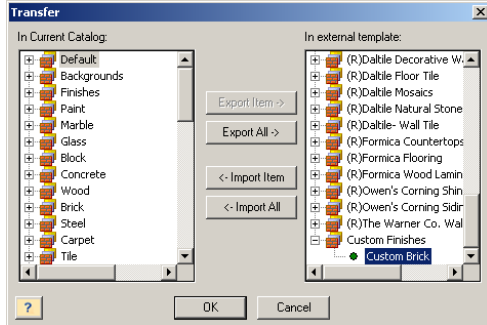 Transfer
In Current Catalog:
Default
Backgrounds
Finishes
Paint
Marble
Glass
Block
Concrete
Wood
Brick
Steel
Carpet
Tile
Export Item ->
Export All ->
<- Import Item
<- Import All
In external template:
(R)Daltile Decorative Wa
(R)Daltile Floor Tile
(R)Daltile Mosaics
(R)Daltile Natural Stone
(R)Daltile- Wall Tile
(R)Formica Countertops
(R)Formica Flooring
(R)Formica Wood Lamin
(R)Owen's Corning Shin
(R)Owen's Corning Sidin
(R)The Warner Co. Wal
Custom Finishes
Custom Brick
?
OK
Cancel